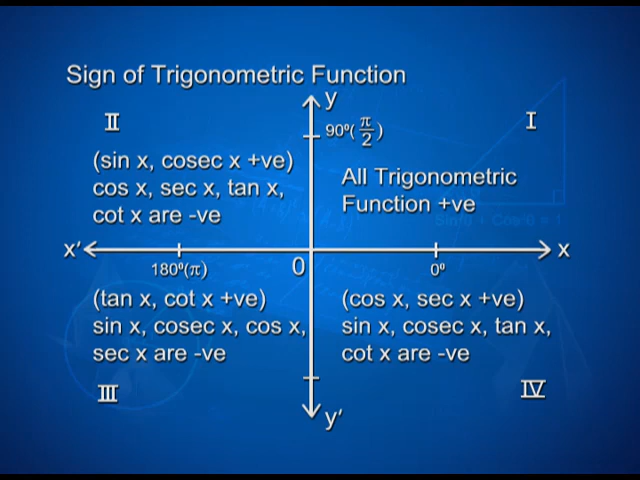 Sign of Trigonometric Function
y
II
I
90º(π/2)
(sin x, cosec x +ve)
cos x, sec x, tan x,
cot x are -ve
All Trigonometric
Function +ve
x′
x
180º(π)
0
0º
(tan x, cot x +ve)
sin x, cosec x, cos x,
sec x are -ve
(cos x, sec x +ve)
sin x, cosec x, tan x,
cot x are -ve
III
IV
y′